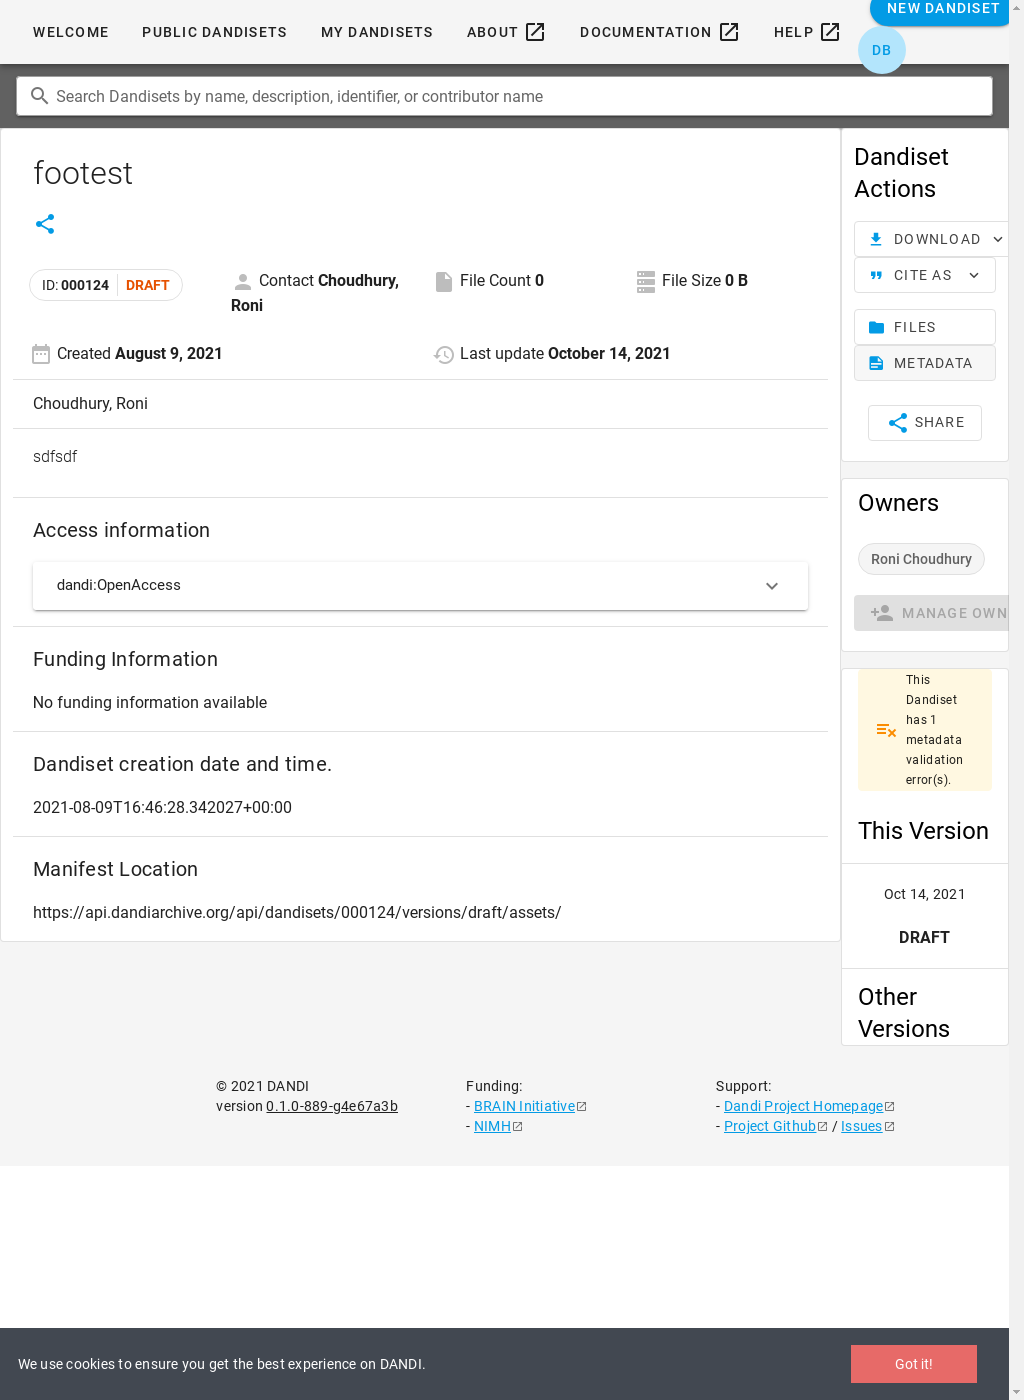 WELCOME PUBLIC DANDISETS MY DANDISETS ABOUT DOCUMENTATION HELP NEW DANDISET
DB
Search Dandisets by name, description, identifier, or contributor name
footest
ID: 000124 DRAFT
Contact Choudhury, Roni
File Count 0
File Size 0 B
Created August 9, 2021
Last update October 14, 2021
Choudhury, Roni
sdfsdf
Access information
dandi:OpenAccess
Funding Information
No funding information available
Dandiset creation date and time.
2021-08-09T16:46:28.342027+00:00
Manifest Location
https://api.dandiarchive.org/api/dandisets/000124/versions/draft/assets/
Dandiset
Actions
DOWNLOAD
CITE AS
FILES
METADATA
SHARE
Owners
Roni Choudhury
MANAGE OWN
This
Dandiset
has 1
metadata
validation
error(s).
This Version
Oct 14, 2021
DRAFT
Other
Versions
© 2021 DANDI
version 0.1.0-889-g4e67a3b
Funding:
- BRAIN Initiative
- NIMH
Support:
- Dandi Project Homepage
- Project Github / Issues
We use cookies to ensure you get the best experience on DANDI.
Got it!